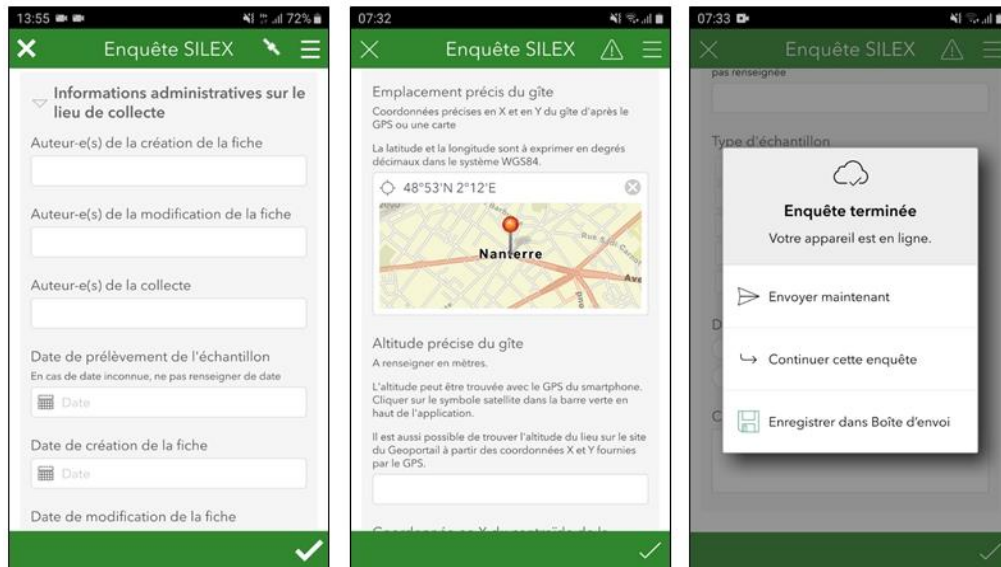 13:55
72%
Enquête SILEX
Informations administratives sur le
lieu de collecte
Auteur-e(s) de la création de la fiche
Auteur-e(s) de la modification de la fiche
Auteur-e(s) de la collecte
Date de prélèvement de l'échantillon
En cas de date inconnue, ne pas renseigner de date
Date
Date de création de la fiche
Date
Date de modification de la fiche
07:32
Enquête SILEX
Emplacement précis du gîte
Coordonnées précises en X et en Y du gîte d'après le
GPS ou une carte
La latitude et la longitude sont à exprimer en degrés
décimaux dans le système WGS84.
48°53'N 2°12'E
Nanterre
Ave
Altitude précise du gîte
A renseigner en mètres.
L'altitude peut être trouvée avec le GPS du smartphone.
Cliquer sur le symbole satellite dans la barre verte en
haut de l'application.
Il est aussi possible de trouver l'altitude du lieu sur le site
du Geoportail à partir des coordonnées X et Y fournies
par le GPS.
07:33
Enquête SILEX
pas renseignée
Type d'échantillon
Enquête terminée
Votre appareil est en ligne.
Envoyer maintenant
D
Continuer cette enquête
C
Enregistrer dans Boîte d'envoi